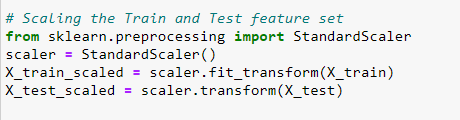 # Scaling the Train and Test feature set
from sklearn.preprocessing import StandardScaler
scaler = StandardScaler()
X_train_scaled = scaler.fit_transform(X_train)
X_test_scaled = scaler.transform(X_test)